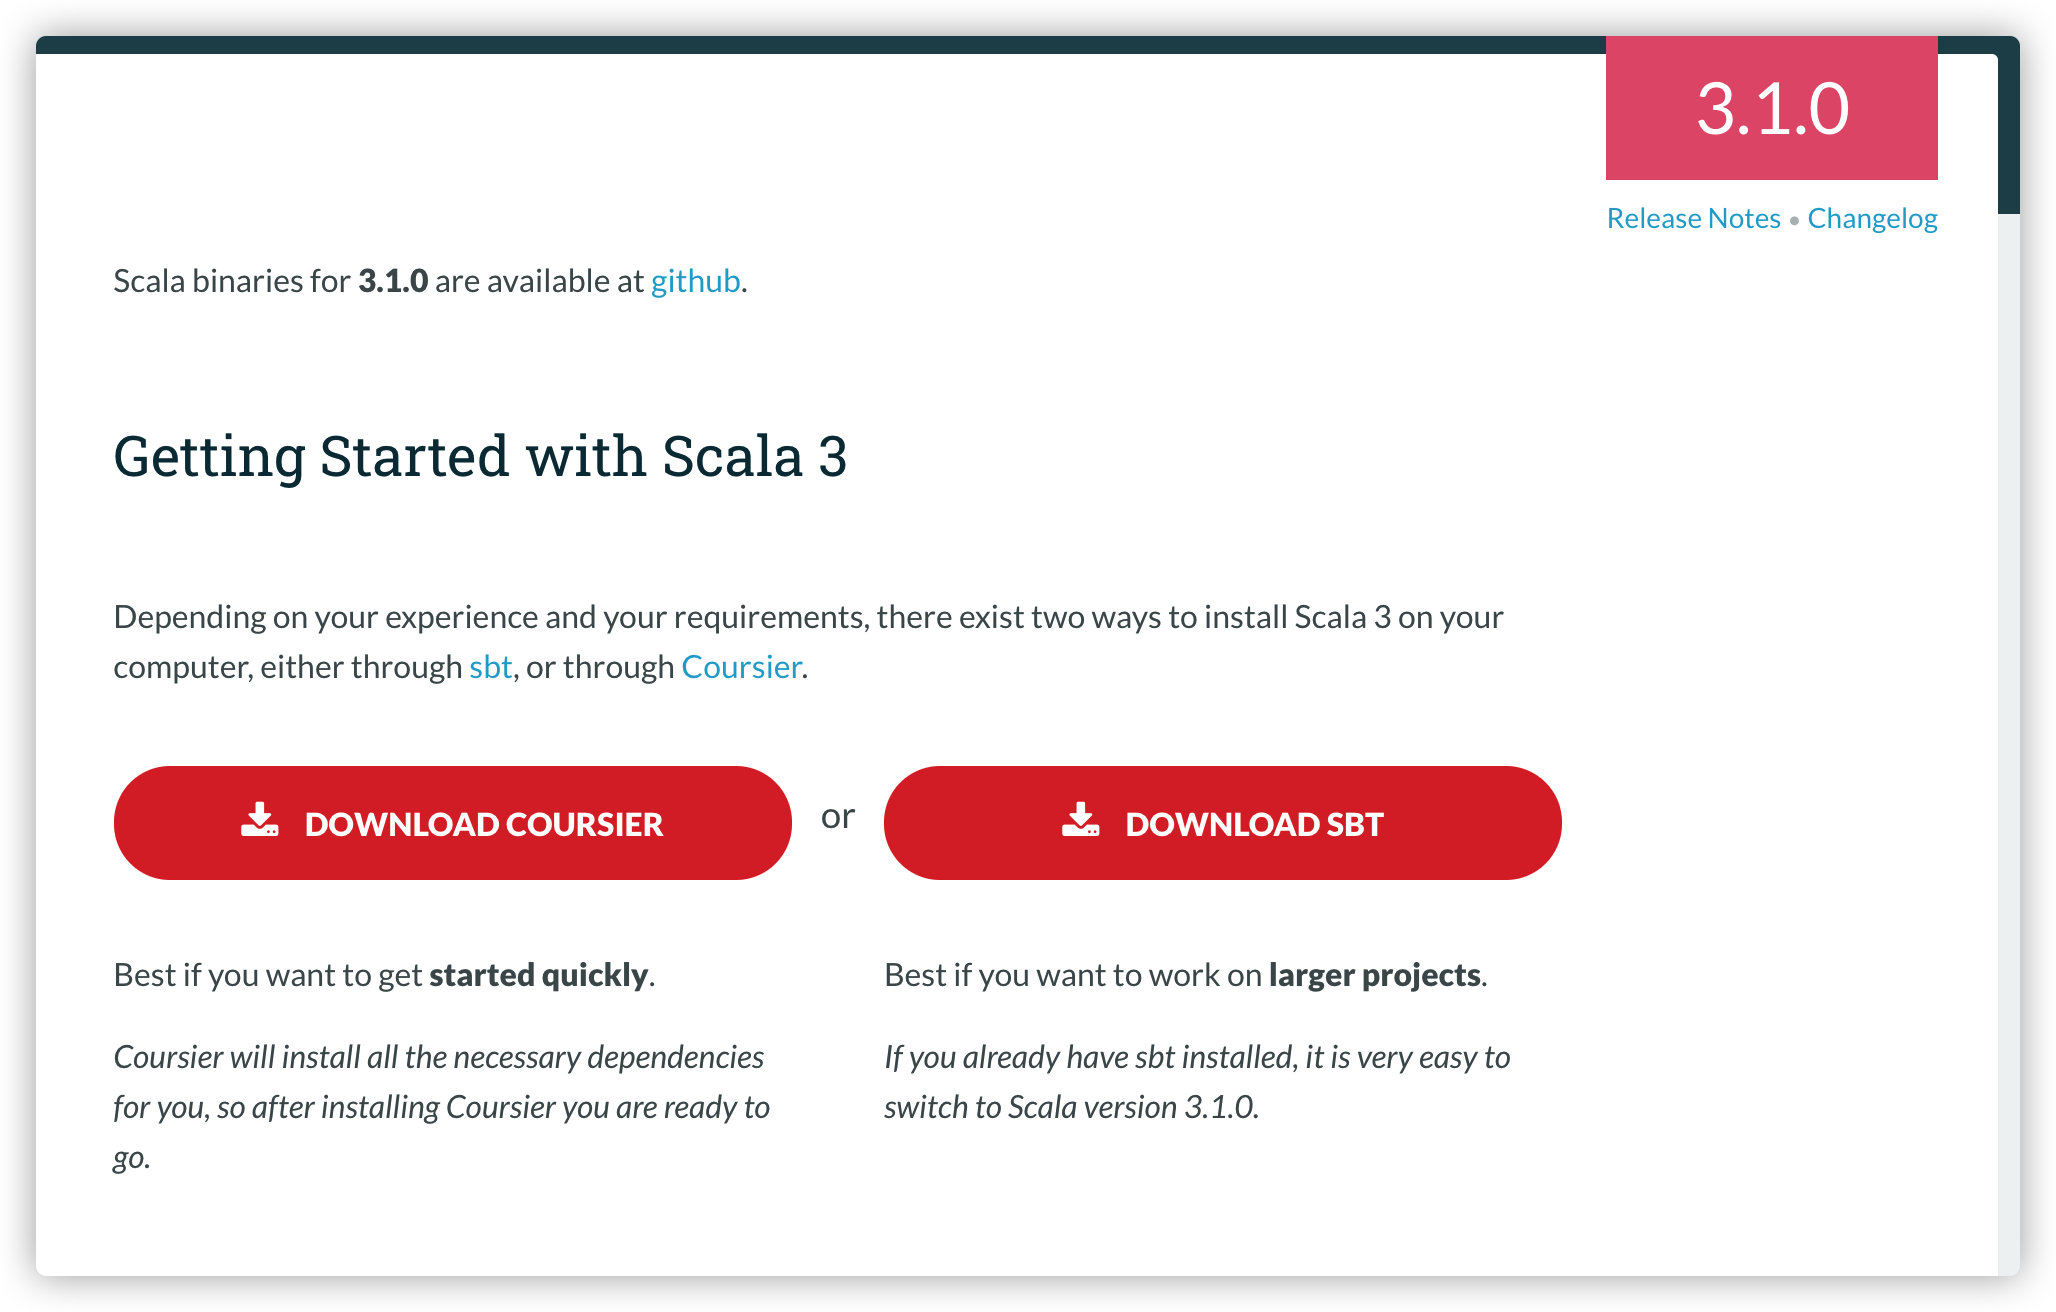 3.1.0
Release Notes • Changelog
Scala binaries for 3.1.0 are available at github.
Getting Started with Scala 3
Depending on your experience and your requirements, there exist two ways to install Scala 3 on your
computer, either through sbt, or through Coursier.
DOWNLOAD COURSIER
or
DOWNLOAD SBT
Best if you want to get started quickly.
Coursier will install all the necessary dependencies
for you, so after installing Coursier you are ready to
go.
Best if you want to work on larger projects.
If you already have sbt installed, it is very easy to
switch to Scala version 3.1.0.